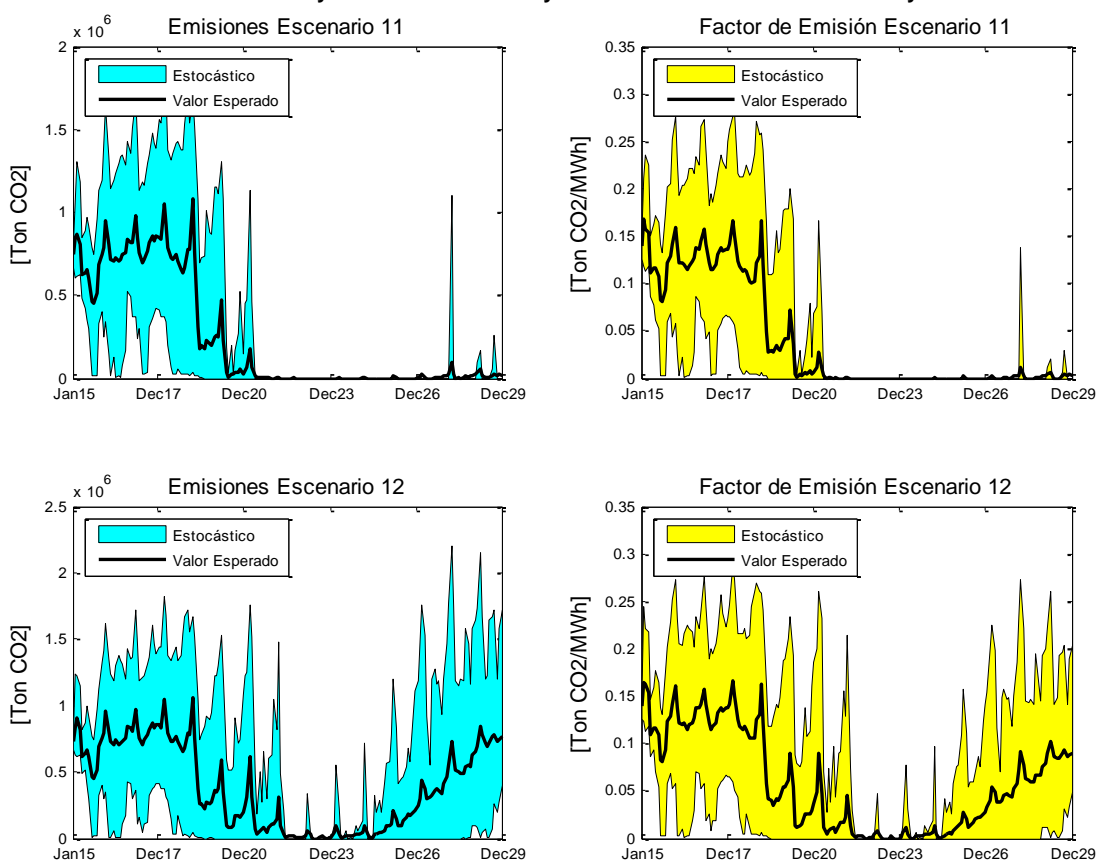 Emisiones Escenario 11
x 10^6
2
1.5
1
0.5
0
[Ton CO2]
Estocástico
Valor Esperado
Jan15 Dec17 Dec20 Dec23 Dec26 Dec29
Factor de Emisión Escenario 11
0.35
0.3
0.25
0.2
0.15
0.1
0.05
0
[Ton CO2/MWh]
Estocástico
Valor Esperado
Jan15 Dec17 Dec20 Dec23 Dec26 Dec29
Emisiones Escenario 12
x 10^6
2.5
2
1.5
1
0.5
0
[Ton CO2]
Estocástico
Valor Esperado
Jan15 Dec17 Dec20 Dec23 Dec26 Dec29
Factor de Emisión Escenario 12
0.35
0.3
0.25
0.2
0.15
0.1
0.05
0
[Ton CO2/MWh]
Estocástico
Valor Esperado
Jan15 Dec17 Dec20 Dec23 Dec26 Dec29